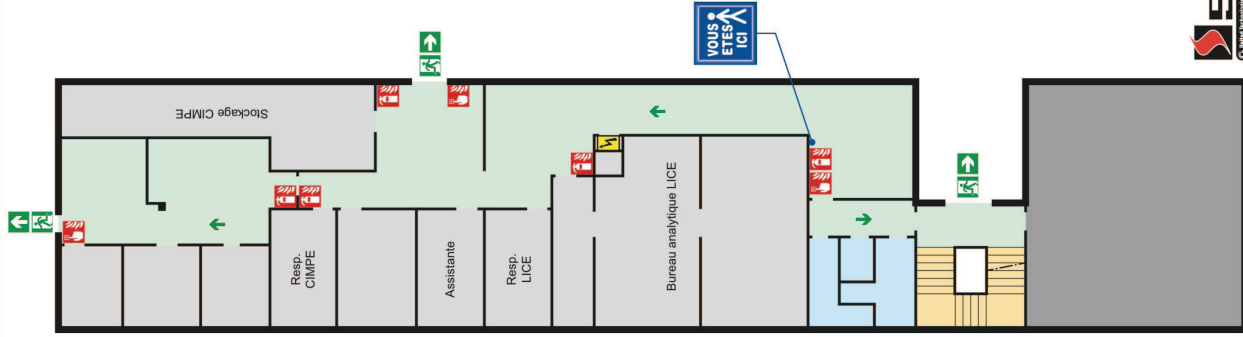 VOUS
ETES
ICI
Stockage CIMPE
Resp.
CIMPE
Assistante
Resp.
LICE
Bureau analytique LICE